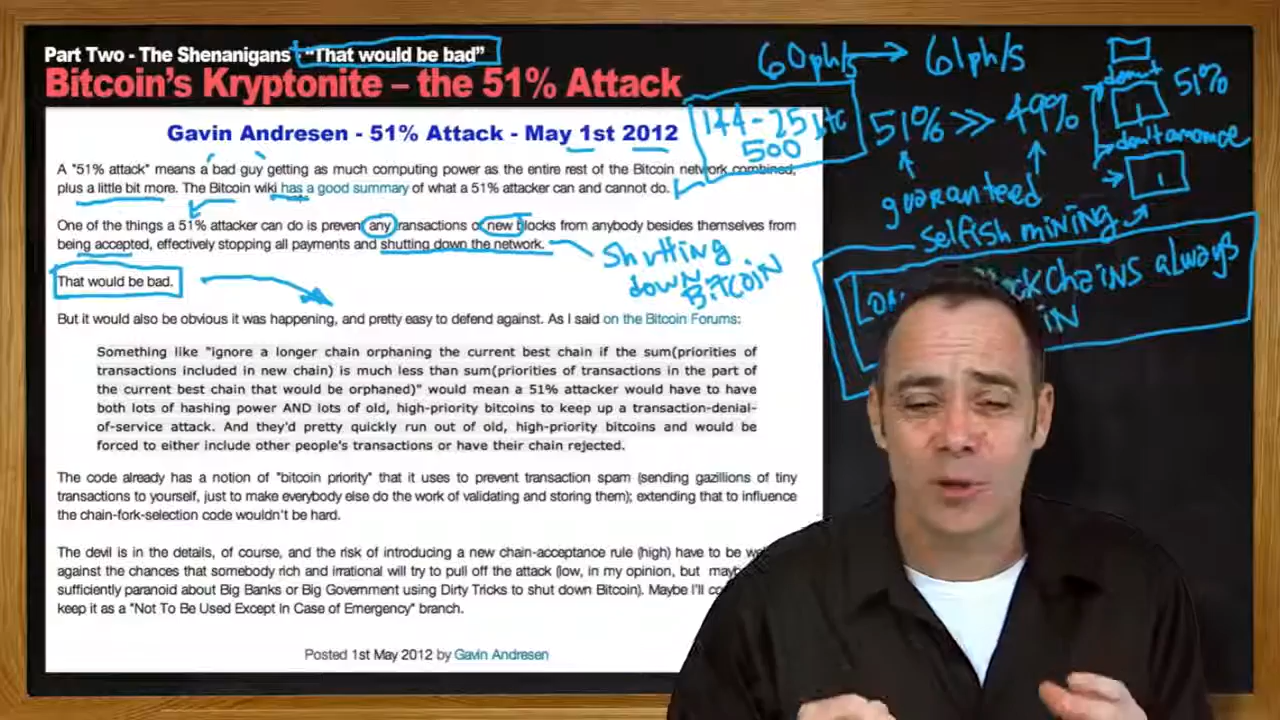 Part Two - The Shenanigans - “That would be bad”
Bitcoin’s Kryptonite – the 51% Attack
Gavin Andresen - 51% Attack - May 1st 2012
A "51% attack" means a bad guy getting as much computing power as the entire rest of the Bitcoin network combined,
plus a little bit more. The Bitcoin wiki has a good summary of what a 51% attacker can and cannot do.
One of the things a 51% attacker can do is prevent any transactions or new blocks from anybody besides themselves from
being accepted, effectively stopping all payments and shutting down the network.
That would be bad.
But it would also be obvious it was happening, and pretty easy to defend against. As I said on the Bitcoin Forums:
Something like "ignore a longer chain orphaning the current best chain if the sum(priorities of
transactions included in new chain) is much less than sum(priorities of transactions in the part of
the current best chain that would be orphaned)" would mean a 51% attacker would have to have
both lots of hashing power AND lots of old, high-priority bitcoins to keep up a transaction-denial-
of-service attack. And they'd pretty quickly run out of old, high-priority bitcoins and would be
forced to either include other people's transactions or have their chain rejected.
The code already has a notion of "bitcoin priority" that it uses to prevent transaction spam (sending gazillions of tiny
transactions to yourself, just to make everybody else do the work of validating and storing them); extending that to influence
the chain-fork-selection code wouldn't be hard.
The devil is in the details, of course, and the risk of introducing a new chain-acceptance rule (high) have to be
against the chances that somebody rich and irrational will try to pull off the attack (low, in my opinion, but
sufficiently paranoid about Big Banks or Big Government using Dirty Tricks to shut down Bitcoin). Maybe I'll
keep it as a "Not To Be Used Except in Case of Emergency" branch.
Posted 1st May 2012 by Gavin Andresen
60ph/s → 61ph/s
144 - 25 btc
500
51% >> 49%
guaranteed
selfish mining
51%
don't announce
1
1
shutting
down
BitCoin
chains always